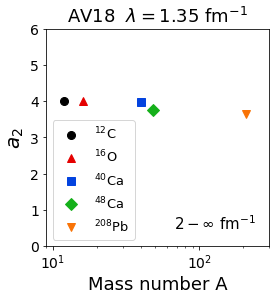 AV18 λ = 1.35 fm⁻¹
6
5
4
3
2
1
0
a₂
¹²C
¹⁶O
⁴⁰Ca
⁴⁸Ca
²⁰⁸Pb
2 − ∞ fm⁻¹
10¹ 10²
Mass number A